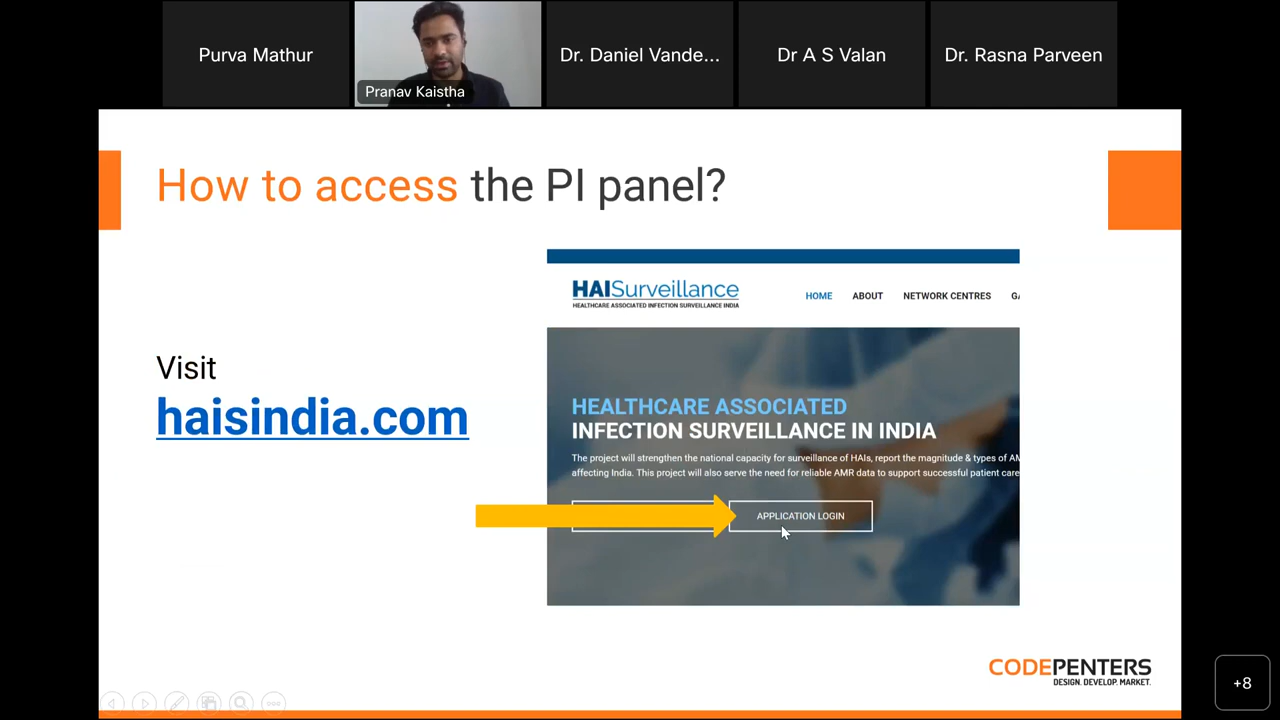 Purva Mathur
Pranav Kaistha
Dr. Daniel Vande...
Dr A S Valan
Dr. Rasna Parveen
How to access the PI panel?
Visit
haisindia.com
HAISurveillance
HEALTHCARE ASSOCIATED INFECTION SURVEILLANCE INDIA
HOME ABOUT NETWORK CENTRES GA
HEALTHCARE ASSOCIATED
INFECTION SURVEILLANCE IN INDIA
The project will strengthen the national capacity for surveillance of HAIs, report the magnitude & types of AM
affecting India. This project will also serve the need for reliable AMR data to support successful patient care
APPLICATION LOGIN
CODEPENTERS
DESIGN. DEVELOP. MARKET.
+8